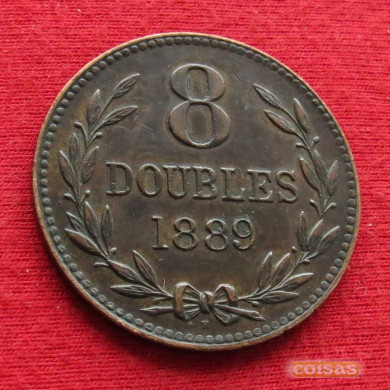 8
DOUBLES
1889
H
coisas